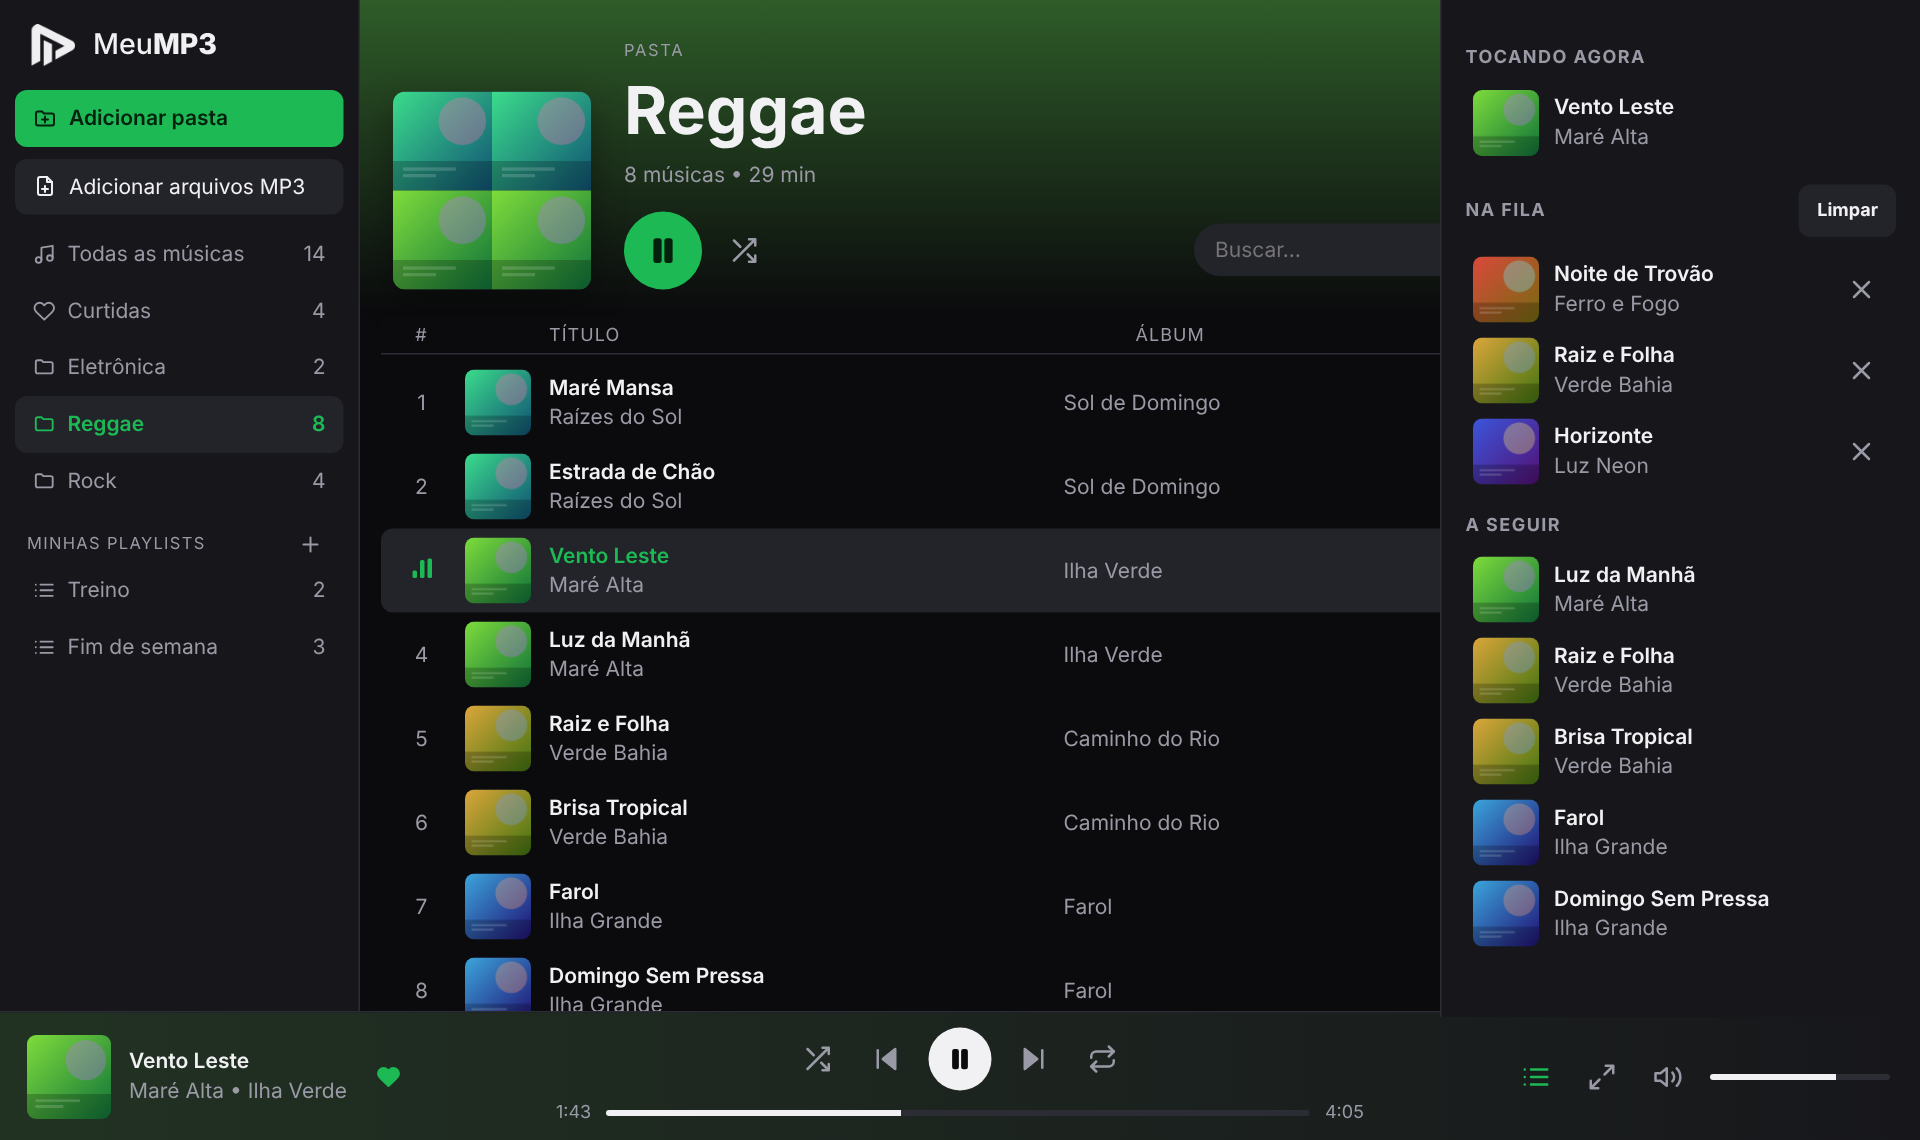 MeuMP3
Adicionar pasta
Adicionar arquivos MP3
Todas as músicas 14
Curtidas 4
Eletrônica 2
Reggae 8
Rock 4
MINHAS PLAYLISTS
Treino 2
Fim de semana 3
PASTA
Reggae
8 músicas • 29 min
Buscar...
# TÍTULO ÁLBUM
1 Maré Mansa Sol de Domingo
Raízes do Sol
2 Estrada de Chão Sol de Domingo
Raízes do Sol
Vento Leste Ilha Verde
Maré Alta
4 Luz da Manhã Ilha Verde
Maré Alta
5 Raiz e Folha Caminho do Rio
Verde Bahia
6 Brisa Tropical Caminho do Rio
Verde Bahia
7 Farol Farol
Ilha Grande
8 Domingo Sem Pressa Farol
Ilha Grande
TOCANDO AGORA
Vento Leste
Maré Alta
NA FILA Limpar
Noite de Trovão
Ferro e Fogo
Raiz e Folha
Verde Bahia
Horizonte
Luz Neon
A SEGUIR
Luz da Manhã
Maré Alta
Raiz e Folha
Verde Bahia
Brisa Tropical
Verde Bahia
Farol
Ilha Grande
Domingo Sem Pressa
Ilha Grande
Vento Leste
Maré Alta • Ilha Verde
1:43 4:05